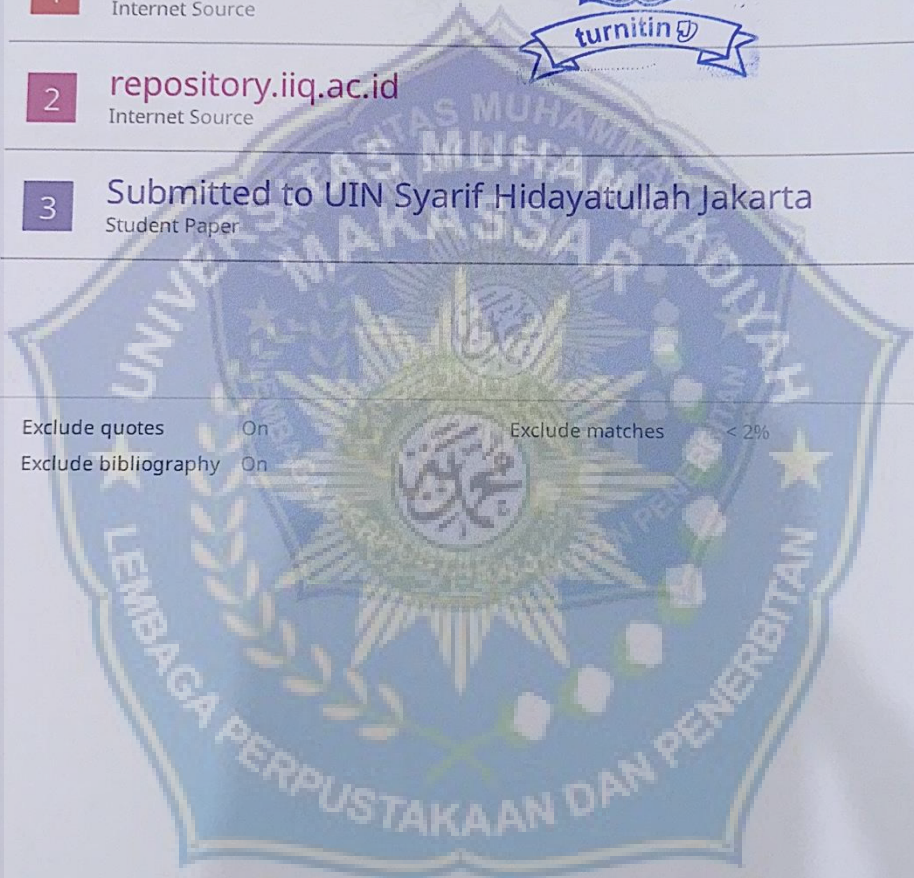 Internet Source
turnitin
2
repository.iiq.ac.id
Internet Source
3
Submitted to UIN Syarif Hidayatullah Jakarta
Student Paper
UNIVERSITAS MUHAMMADIYAH
MAKASSAR
Exclude quotes On
Exclude matches < 2%
Exclude bibliography On
محمد
LEMBAGA PERPUSTAKAAN DAN PENERBITAN